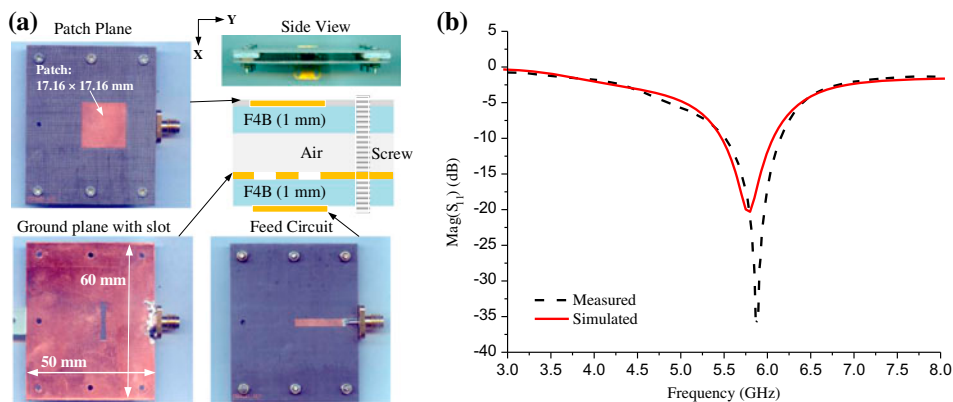 (a)
Patch Plane
Y
X
Side View
Patch:
17.16 × 17.16 mm
F4B (1 mm)
Air
Screw
F4B (1 mm)
Ground plane with slot
Feed Circuit
60 mm
50 mm
(b)
Mag(S11) (dB)
5
0
-5
-10
-15
-20
-25
-30
-35
-40
Measured
Simulated
3.0
3.5
4.0
4.5
5.0
5.5
6.0
6.5
7.0
7.5
8.0
Frequency (GHz)